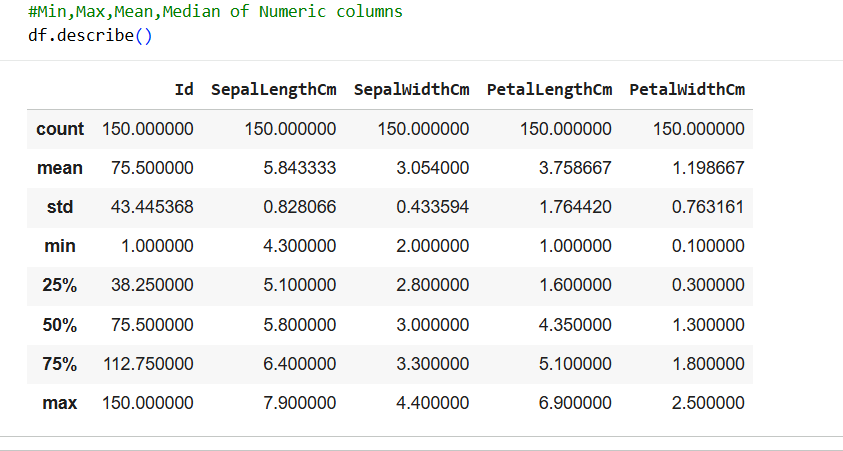 #Min,Max,Mean,Median of Numeric columns
df.describe()
Id SepalLengthCm SepalWidthCm PetalLengthCm PetalWidthCm
count 150.000000 150.000000 150.000000 150.000000 150.000000
mean 75.500000 5.843333 3.054000 3.758667 1.198667
std 43.445368 0.828066 0.433594 1.764420 0.763161
min 1.000000 4.300000 2.000000 1.000000 0.100000
25% 38.250000 5.100000 2.800000 1.600000 0.300000
50% 75.500000 5.800000 3.000000 4.350000 1.300000
75% 112.750000 6.400000 3.300000 5.100000 1.800000
max 150.000000 7.900000 4.400000 6.900000 2.500000